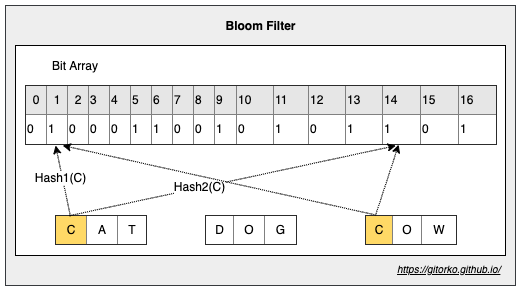 Bloom Filter
Bit Array
0 1 2 3 4 5 6 7 8 9 10 11 12 13 14 15 16
0 1 0 0 0 1 1 0 0 1 0 1 0 1 1 0 1
Hash1(C)
Hash2(C)
C A T D O G C O W
https://gitorko.github.io/